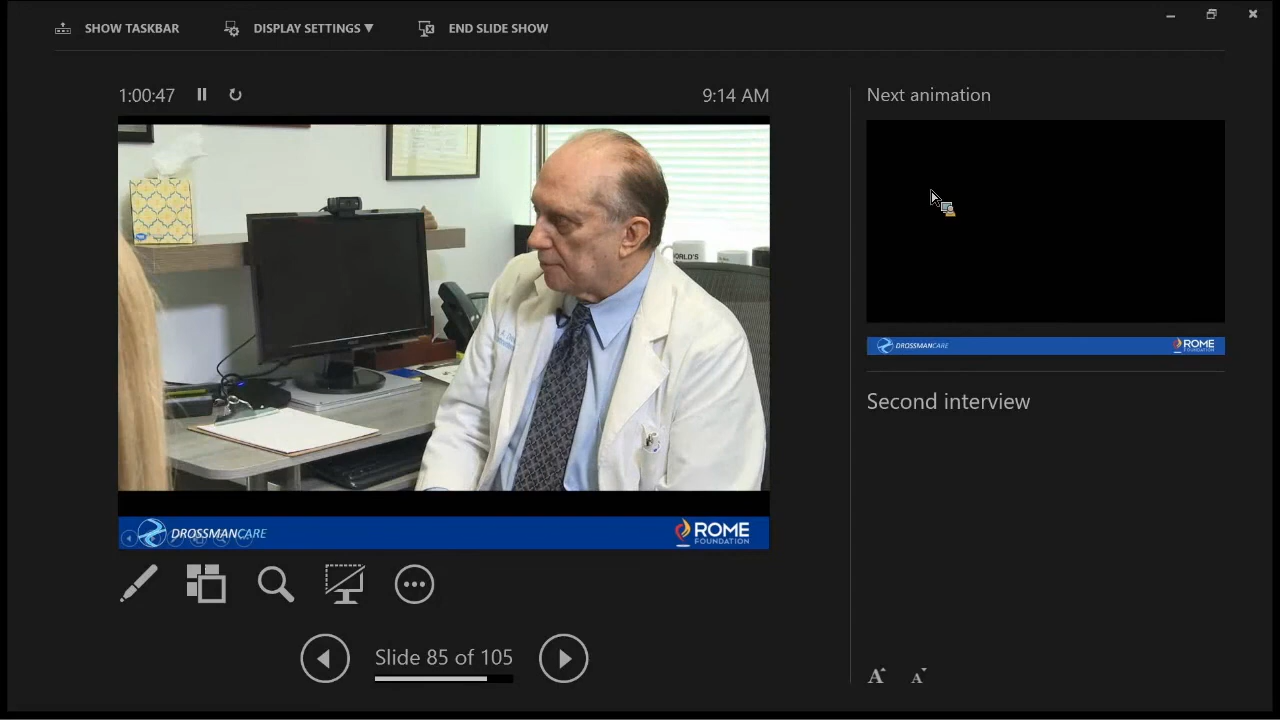 SHOW TASKBAR
DISPLAY SETTINGS ▼
END SLIDE SHOW
1:00:47
9:14 AM
Next animation
ORLD'S
DROSSMANCARE
ROME
FOUNDATION
DROSSMANCARE
ROME
FOUNDATION
Second interview
Slide 85 of 105
A
A